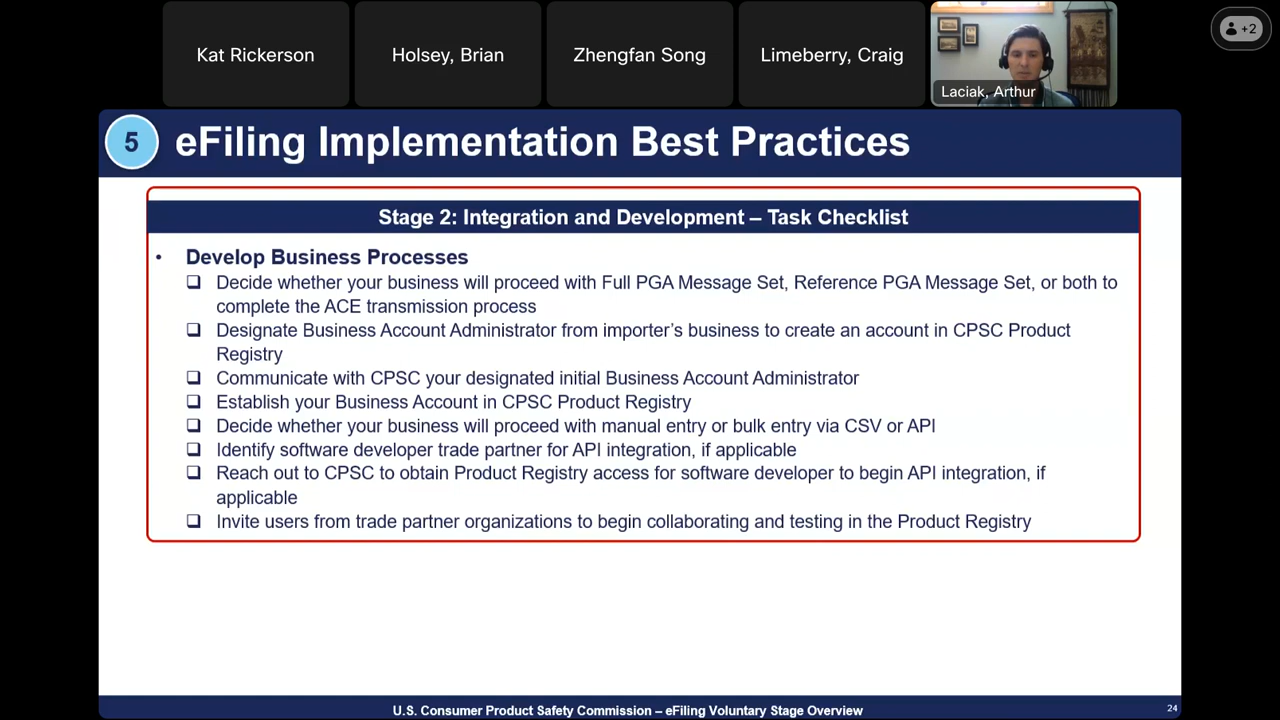 Kat Rickerson
Holsey, Brian
Zhengfan Song
Limeberry, Craig
Laciak, Arthur
+2
5
eFiling Implementation Best Practices
Stage 2: Integration and Development – Task Checklist
• Develop Business Processes
❑ Decide whether your business will proceed with Full PGA Message Set, Reference PGA Message Set, or both to
complete the ACE transmission process
❑ Designate Business Account Administrator from importer’s business to create an account in CPSC Product
Registry
❑ Communicate with CPSC your designated initial Business Account Administrator
❑ Establish your Business Account in CPSC Product Registry
❑ Decide whether your business will proceed with manual entry or bulk entry via CSV or API
❑ Identify software developer trade partner for API integration, if applicable
❑ Reach out to CPSC to obtain Product Registry access for software developer to begin API integration, if
applicable
❑ Invite users from trade partner organizations to begin collaborating and testing in the Product Registry
U.S. Consumer Product Safety Commission – eFiling Voluntary Stage Overview
24